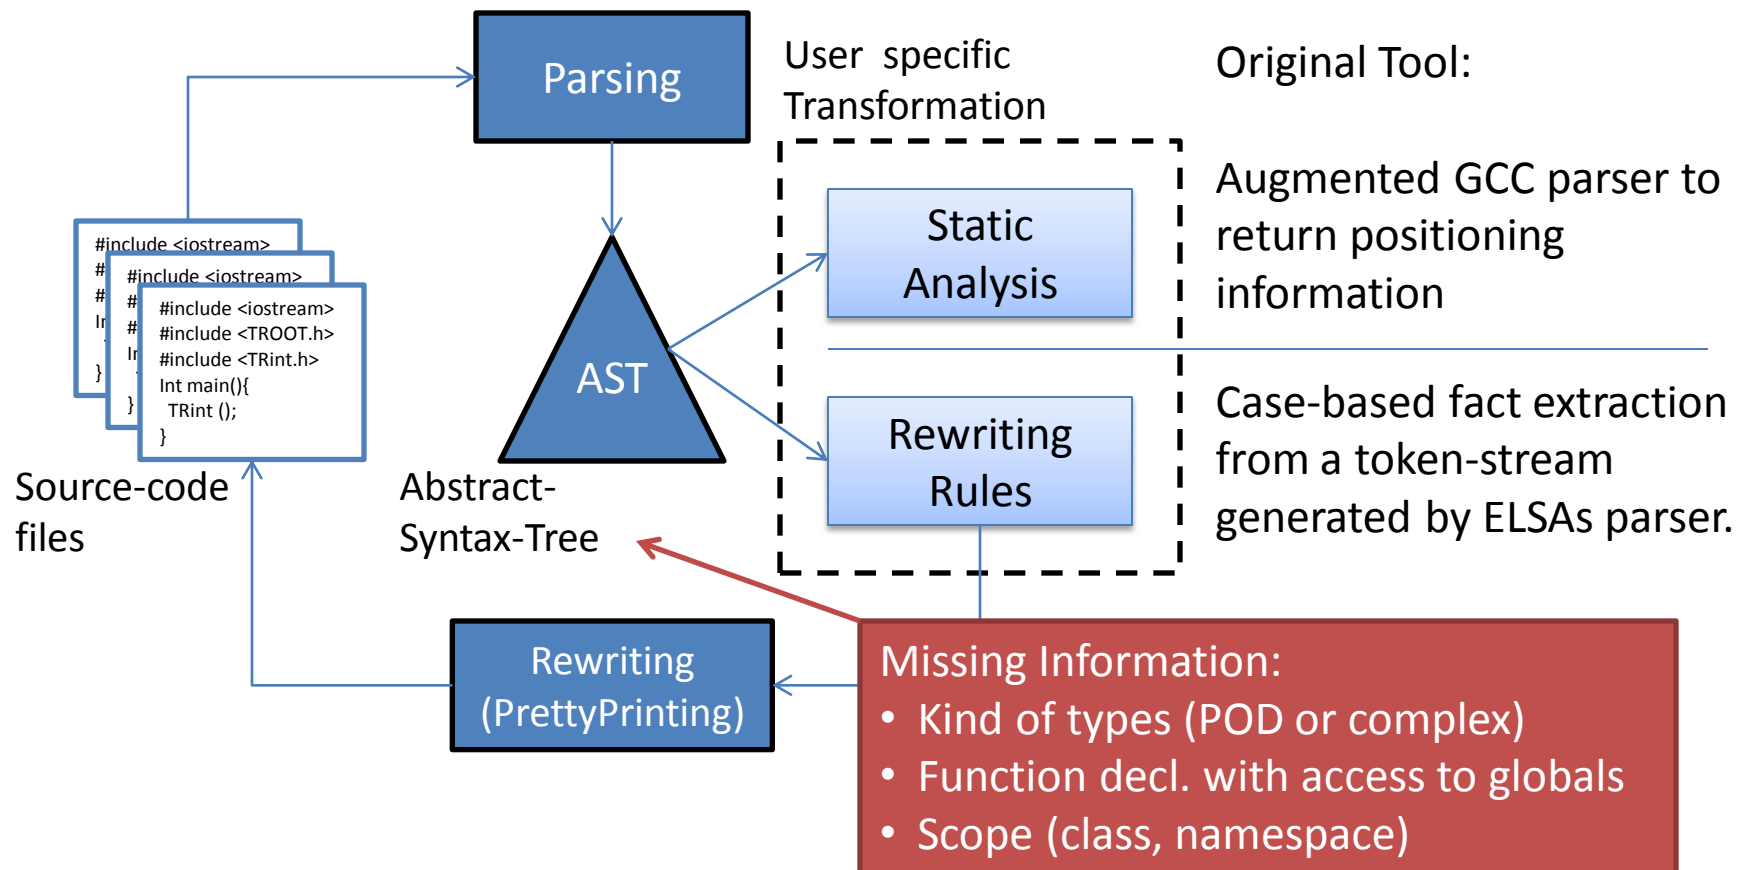 Parsing
User specific
Transformation
Original Tool:
Static
Analysis
Augmented GCC parser to
return positioning
information
#include <iostream>
#
#
In
}
#include <iostream>
#
#
In
}
#include <iostream>
#include <TROOT.h>
#include <TRint.h>
Int main(){
TRint ();
}
Source-code
files
AST
Abstract-
Syntax-Tree
Rewriting
Rules
Case-based fact extraction
from a token-stream
generated by ELSAs parser.
Rewriting
(PrettyPrinting)
Missing Information:
• Kind of types (POD or complex)
• Function decl. with access to globals
• Scope (class, namespace)